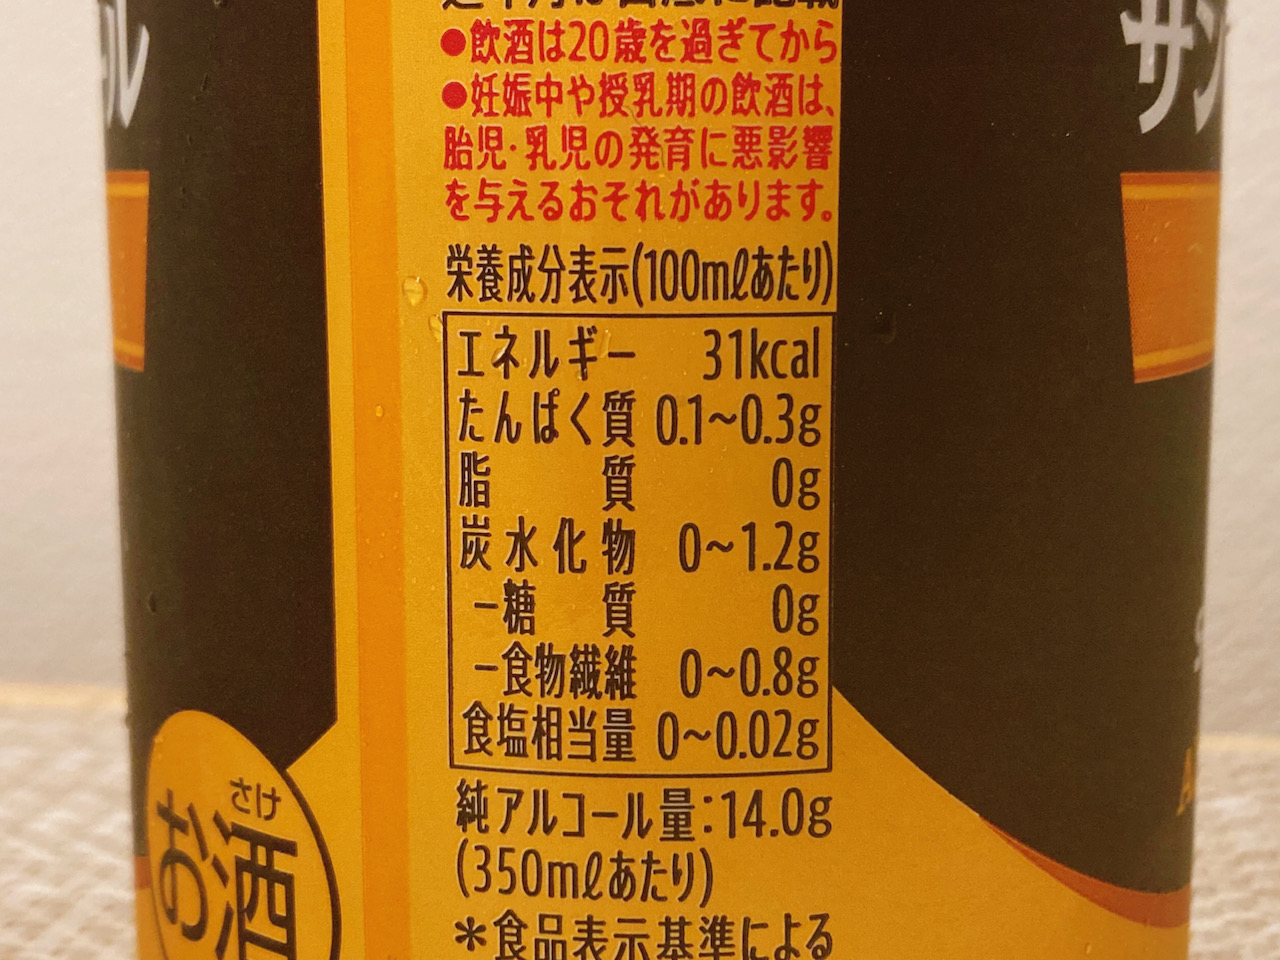 ●飲酒は20歳を過ぎてから
●妊娠中や授乳期の飲酒は、
胎児・乳児の発育に悪影響
を与えるおそれがあります。
栄養成分表示(100mℓあたり)
エネルギー 31kcal
たんぱく質 0.1~0.3g
脂質 0g
炭水化物 0~1.2g
-糖質 0g
-食物繊維 0~0.8g
食塩相当量 0~0.02g
純アルコール量:14.0g
(350mℓあたり)
*食品表示基準による
さけ
お酒
ル
サン